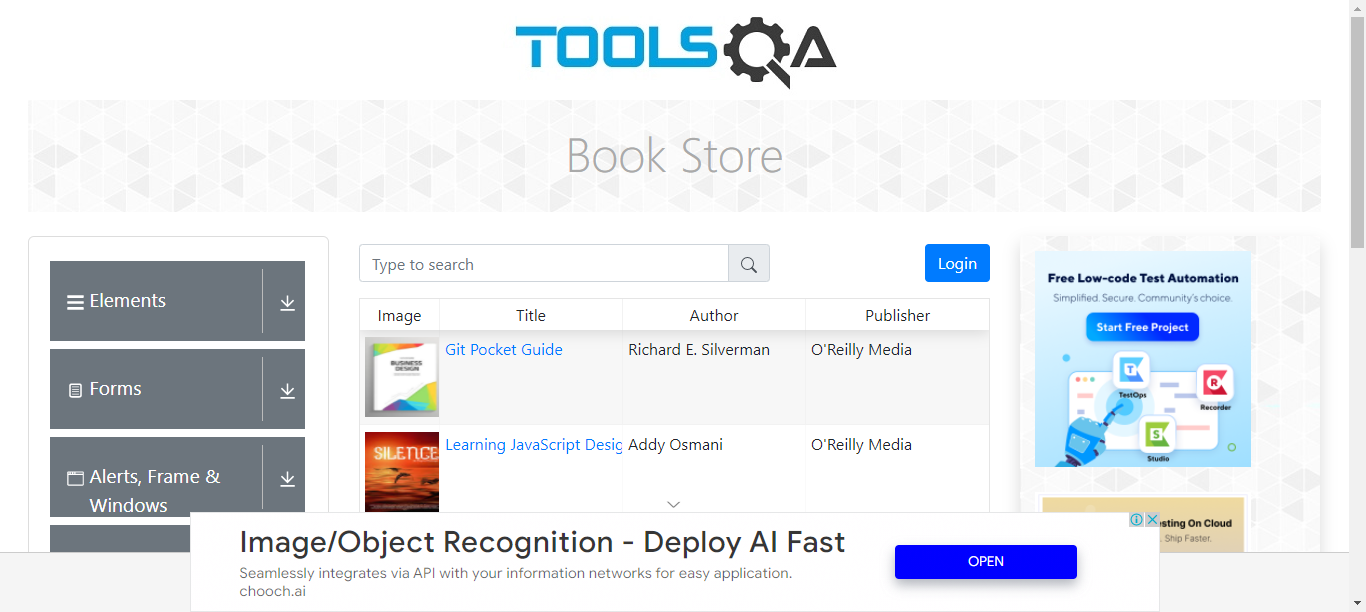 TOOLSQA
Book Store
Elements
Forms
Alerts, Frame &
Windows
Type to search
Login
Image Title Author Publisher
BUSINESS
DESIGN
Git Pocket Guide Richard E. Silverman O'Reilly Media
SILENCE
Learning JavaScript Desig Addy Osmani O'Reilly Media
Free Low-code Test Automation
Simplified. Secure. Community's choice.
Start Free Project
TestOps
Recorder
Studio
sting On Cloud
. Ship Faster.
Image/Object Recognition - Deploy AI Fast
Seamlessly integrates via API with your information networks for easy application.
chooch.ai
OPEN